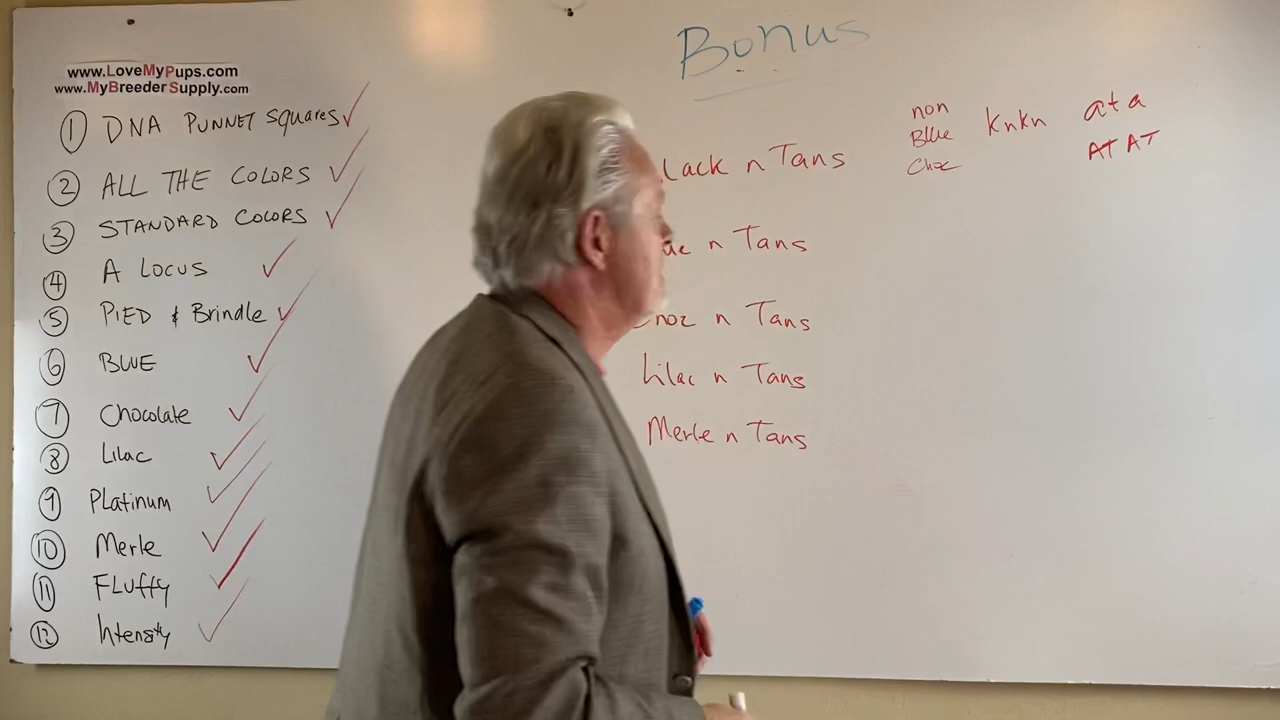 www.LoveMyPups.com
www.MyBreederSupply.com
① DNA PUNNET SquareS
② ALL THE COLORS
③ STANDARD COLORS
④ A LOCUS
⑤ PIED & Brindle
⑥ BLUE
⑦ Chocolate
⑧ Lilac
⑨ PLatinum
⑩ Merle
⑪ FLuffy
⑫ Intensity
Bonus
lack n Tans
n Tans
n Tans
Lilac n Tans
Merle n Tans
non
Blue
Choc
KnKn
at a
AT AT